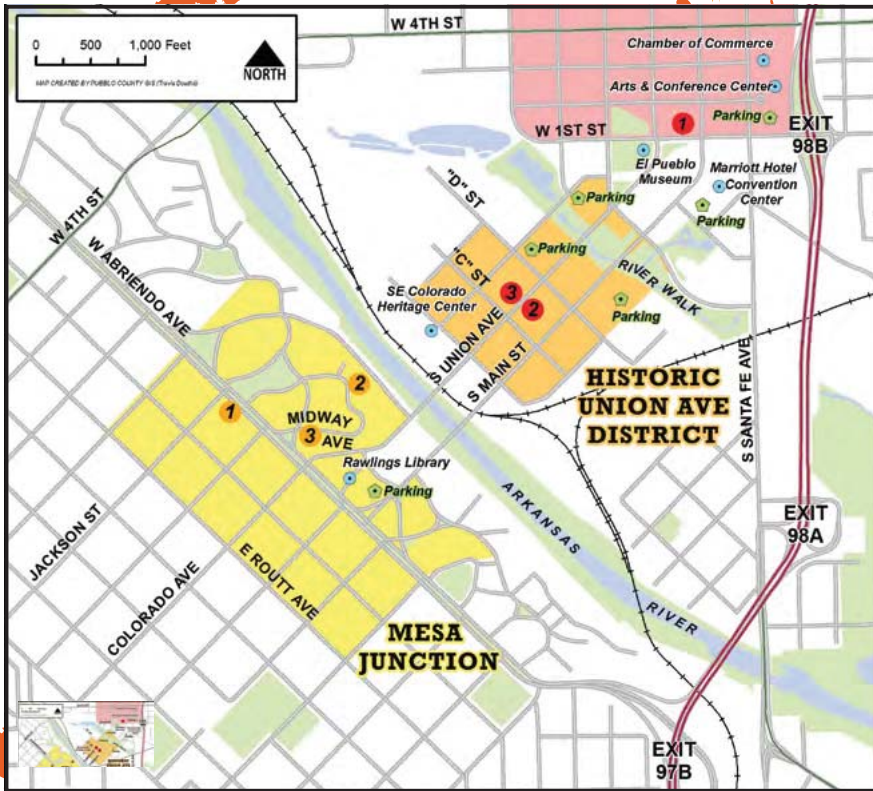 W 4TH ST
0 500 1,000 Feet
NORTH
Chamber of Commerce
Arts & Conference Center
Parking
1
W 1ST ST
EXIT
98B
El Pueblo
Museum
Marriott Hotel
Convention
Center
Parking
"D" ST
Parking
W 4TH ST
"C" ST
Parking
RIVER WALK
W ABRIENDO AVE
SE Colorado
Heritage Center
3
2
Parking
S UNION AVE
S MAIN ST
S SANTA FE AVE
HISTORIC
UNION AVE
DISTRICT
2
1
MIDWAY
AVE
3
Rawlings Library
Parking
ARKANSAS
RIVER
EXIT
98A
JACKSON ST
COLORADO AVE
E ROUTT AVE
MESA
JUNCTION
EXIT
97B